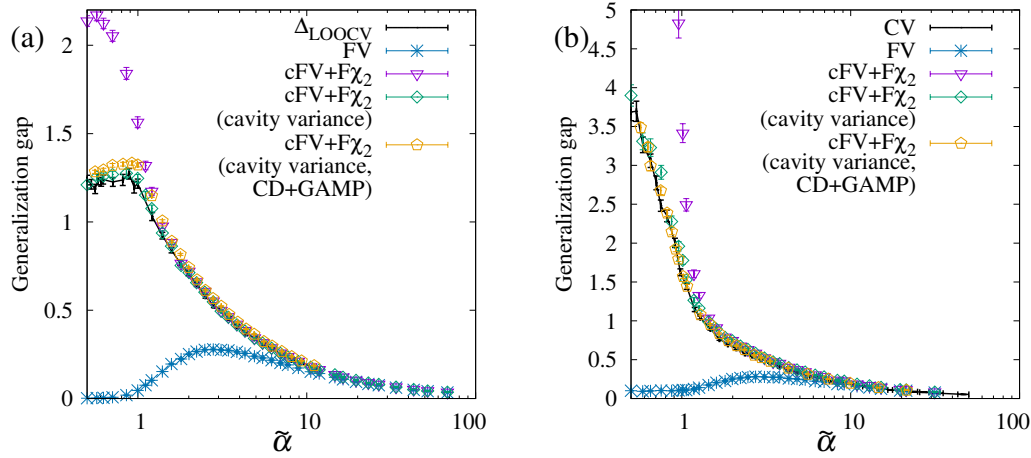 (a)
2
1.5
1
0.5
0
Generalization gap
Δ_LOOCV
FV
cFV+Fχ₂
cFV+Fχ₂
(cavity variance)
cFV+Fχ₂
(cavity variance,
CD+GAMP)
1
10
100
α̃
(b)
5
4.5
4
3.5
3
2.5
2
1.5
1
0.5
0
Generalization gap
CV
FV
cFV+Fχ₂
cFV+Fχ₂
(cavity variance)
cFV+Fχ₂
(cavity variance,
CD+GAMP)
1
10
100
α̃